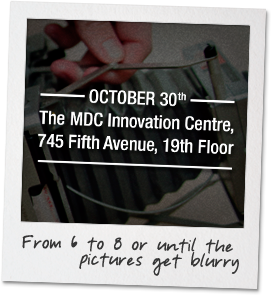 OCTOBER 30th
The MDC Innovation Centre,
745 Fifth Avenue, 19th Floor
From 6 to 8 or until the
pictures get blurry